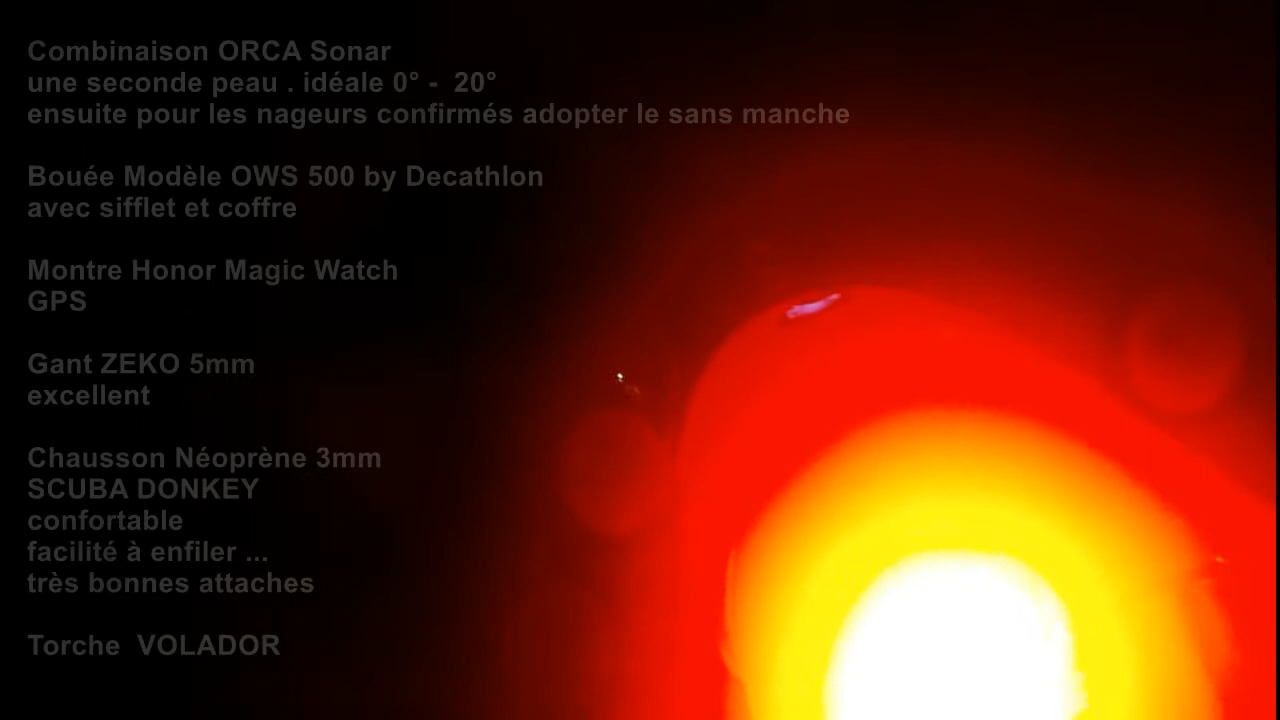 Combinaison ORCA Sonar
une seconde peau . idéale 0° -  20°
ensuite pour les nageurs confirmés adopter le sans manche
Bouée Modèle OWS 500 by Decathlon
avec sifflet et coffre
Montre Honor Magic Watch
GPS
Gant ZEKO 5mm
excellent
Chausson Néoprène 3mm
SCUBA DONKEY
confortable
facilité à enfiler ...
très bonnes attaches
Torche  VOLADOR